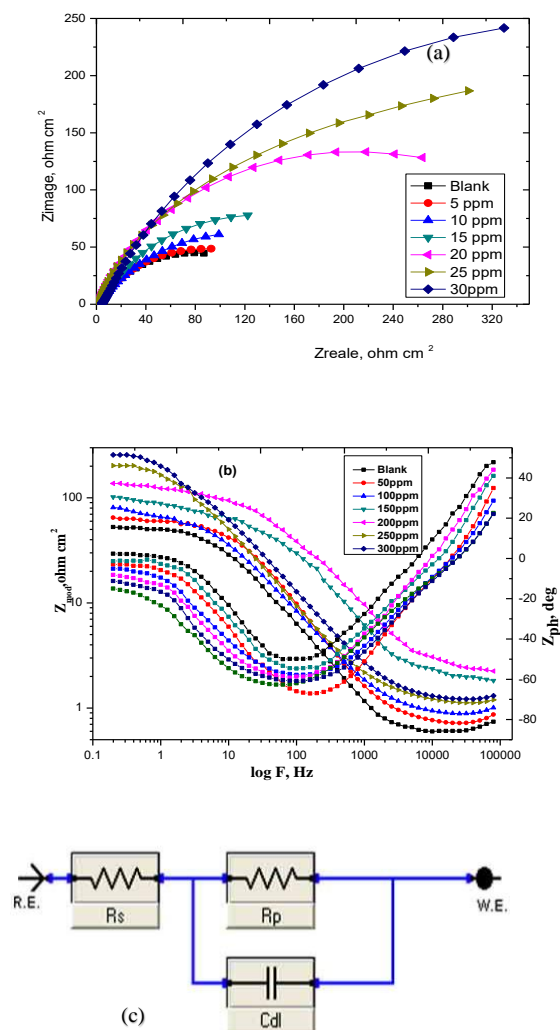 250
(a)
200
150
100
50
0
Zimage, ohm cm 2
Blank
5 ppm
10 ppm
15 ppm
20 ppm
25 ppm
30ppm
0 40 80 120 160 200 240 280 320
Zreale, ohm cm 2
(b)
100
10
1
Zmod,ohm cm 2
Blank
50ppm
100ppm
150ppm
200ppm
250ppm
300ppm
40
20
0
-20
-40
-60
-80
Zph, deg
0.1 1 10 100 1000 10000 100000
log F, Hz
R.E. Rs Rp W.E.
Cdl
(c)